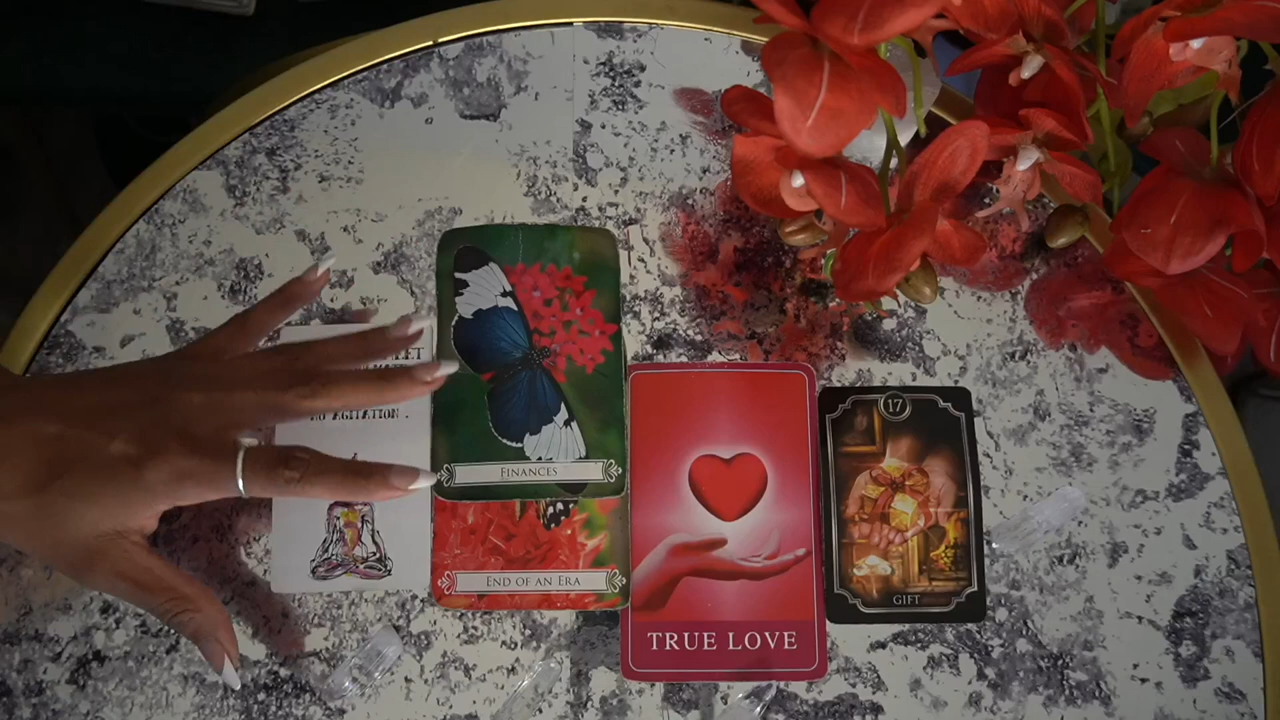 NO AGITATION.
FINANCES
END OF AN ERA
TRUE LOVE
17
GIFT